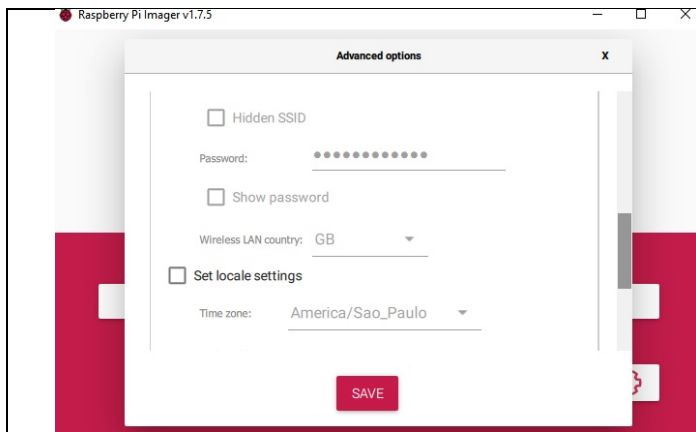 Raspberry Pi Imager v1.7.5
Advanced options X
Hidden SSID
Password: ●●●●●●●●●●●●
Show password
Wireless LAN country: GB
Set locale settings
Time zone: America/Sao_Paulo
SAVE